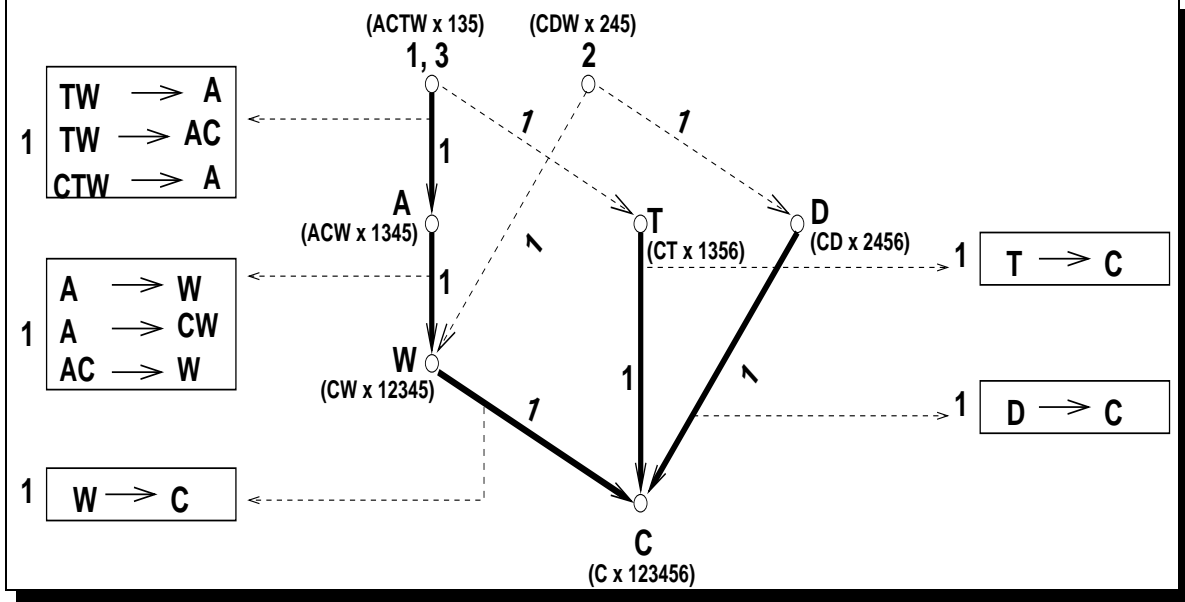 (ACTW x 135)
(CDW x 245)
1, 3
2
TW → A
TW → AC
CTW → A
1
1
1
1
A
(ACW x 1345)
T
(CT x 1356)
D
(CD x 2456)
1
1
T → C
A → W
A → CW
AC → W
1
1
W
(CW x 12345)
1
1
1
1
D → C
W → C
1
C
(C x 123456)